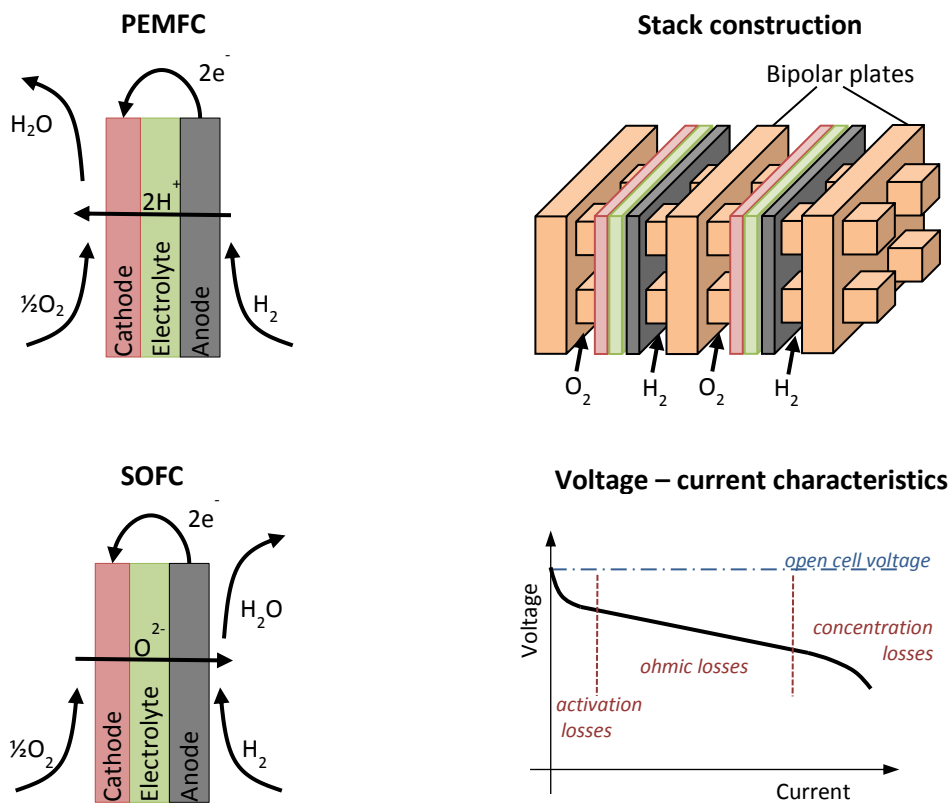 PEMFC
2e⁻
H₂O
2H⁺
½O₂
Cathode
Electrolyte
Anode
H₂
Stack construction
Bipolar plates
O₂
H₂
O₂
H₂
SOFC
2e⁻
H₂O
O²⁻
½O₂
Cathode
Electrolyte
Anode
H₂
Voltage – current characteristics
open cell voltage
Voltage
concentration
losses
ohmic losses
activation
losses
Current